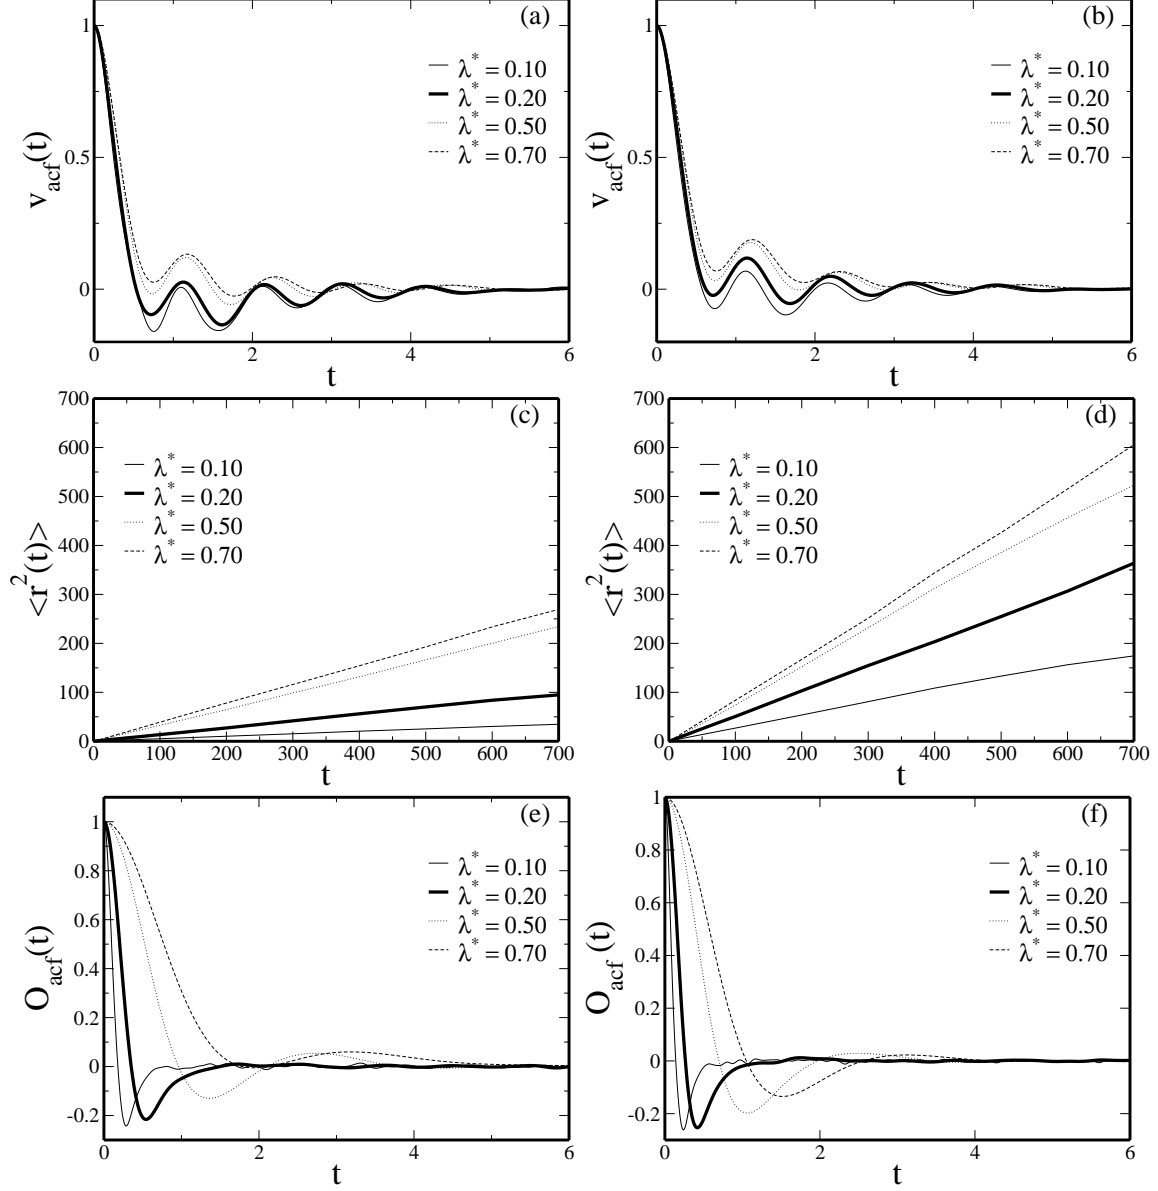 (a)
1
0.5
0
v_acf(t)
λ* = 0.10
λ* = 0.20
λ* = 0.50
λ* = 0.70
0 2 4 6
t
(b)
1
0.5
0
v_acf(t)
λ* = 0.10
λ* = 0.20
λ* = 0.50
λ* = 0.70
0 2 4 6
t
(c)
700
600
500
400
300
200
100
0
<r²(t)>
λ* = 0.10
λ* = 0.20
λ* = 0.50
λ* = 0.70
0 100 200 300 400 500 600 700
t
(d)
700
600
500
400
300
200
100
0
<r²(t)>
λ* = 0.10
λ* = 0.20
λ* = 0.50
λ* = 0.70
0 100 200 300 400 500 600 700
t
(e)
1
0.8
0.6
0.4
0.2
0
-0.2
O_acf(t)
λ* = 0.10
λ* = 0.20
λ* = 0.50
λ* = 0.70
0 2 4 6
t
(f)
1
0.8
0.6
0.4
0.2
0
-0.2
O_acf(t)
λ* = 0.10
λ* = 0.20
λ* = 0.50
λ* = 0.70
0 2 4 6
t